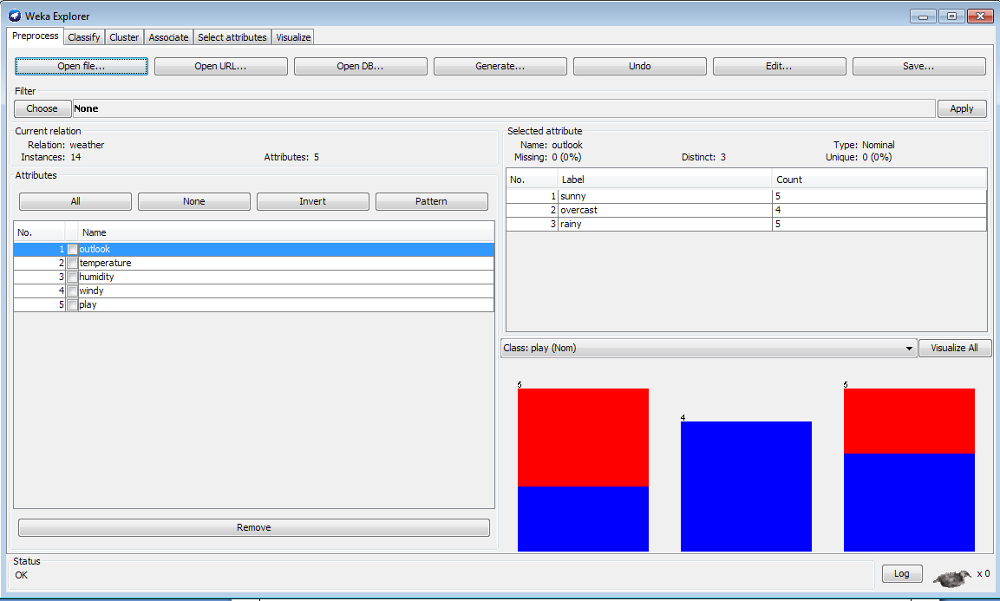 Weka Explorer
Preprocess Classify Cluster Associate Select attributes Visualize
Open file... Open URL... Open DB... Generate... Undo Edit... Save...
Filter
Choose None Apply
Current relation
Relation: weather
Instances: 14 Attributes: 5
Attributes
All None Invert Pattern
No. Name
1 outlook
2 temperature
3 humidity
4 windy
5 play
Remove
Selected attribute
Name: outlook Type: Nominal
Missing: 0 (0%) Distinct: 3 Unique: 0 (0%)
No. Label Count
1 sunny 5
2 overcast 4
3 rainy 5
Class: play (Nom) Visualize All
5 4 5
Status
OK
Log x 0